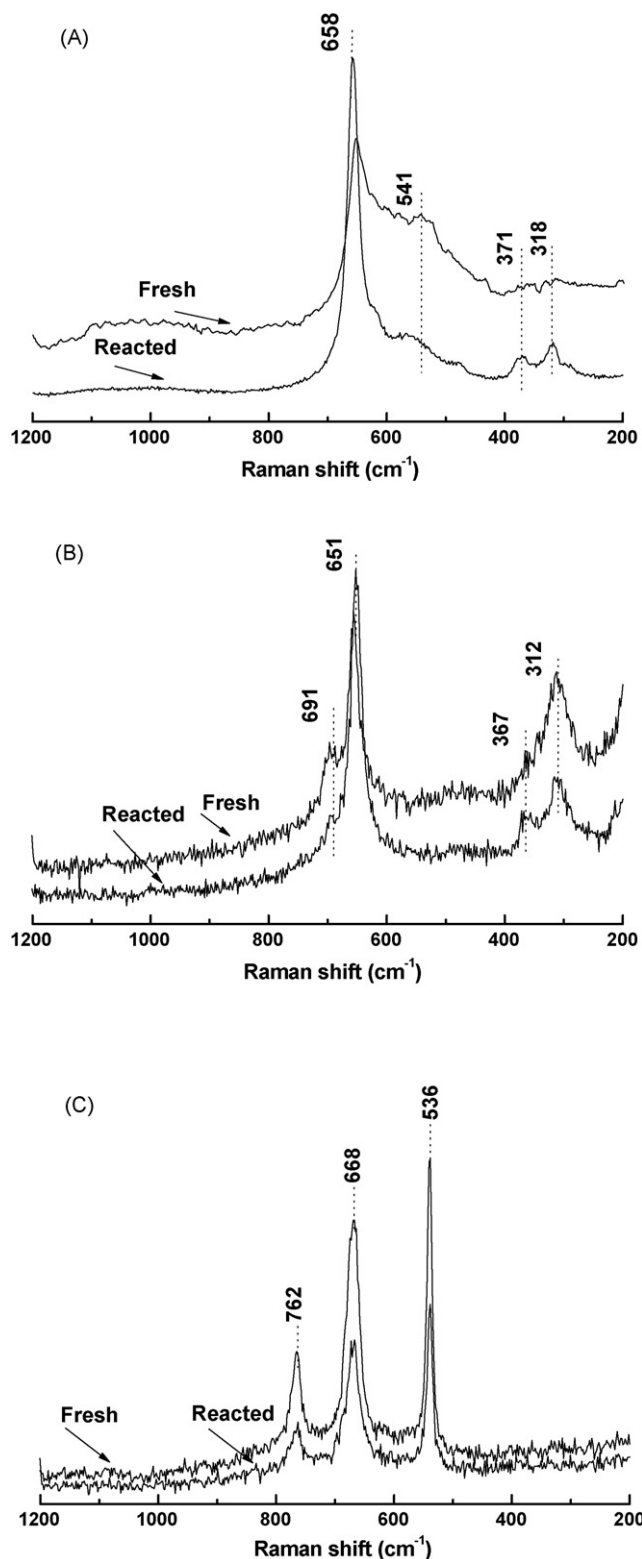 (A)
658
541
371
318
Fresh
Reacted
1200 1000 800 600 400 200
Raman shift (cm⁻¹)
(B)
651
691
367
312
Reacted
Fresh
1200 1000 800 600 400 200
Raman shift (cm⁻¹)
(C)
536
668
762
Fresh
Reacted
1200 1000 800 600 400 200
Raman shift (cm⁻¹)